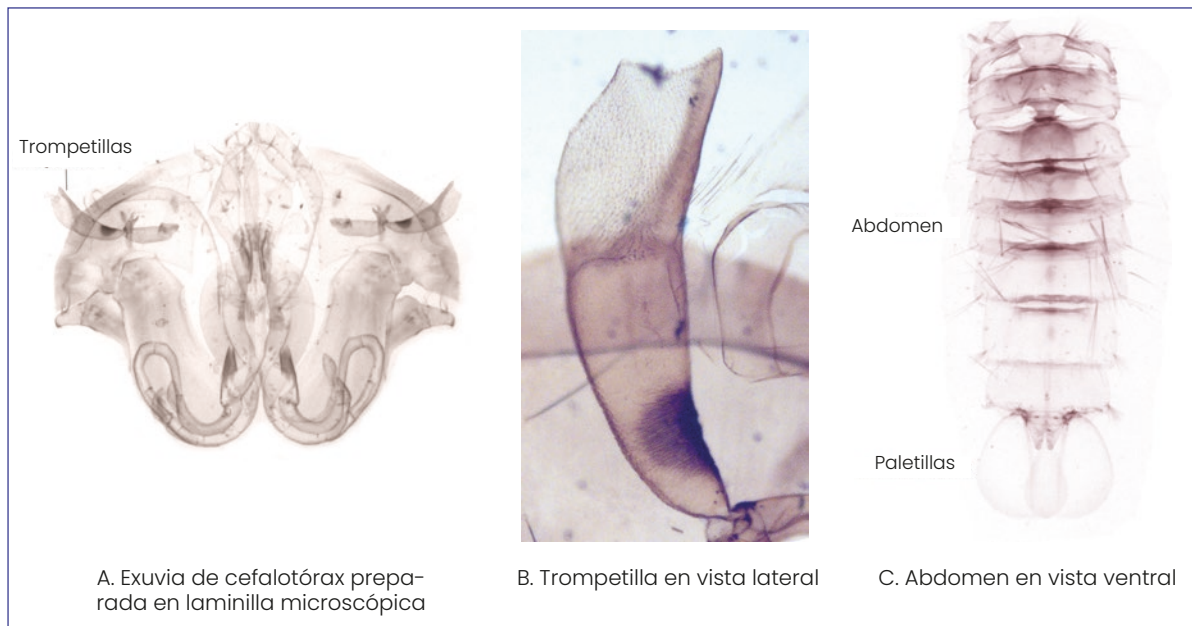 Trompetillas
Abdomen
Paletillas
A. Exuvia de cefalotórax prepa-
rada en laminilla microscópica
B. Trompetilla en vista lateral
C. Abdomen en vista ventral